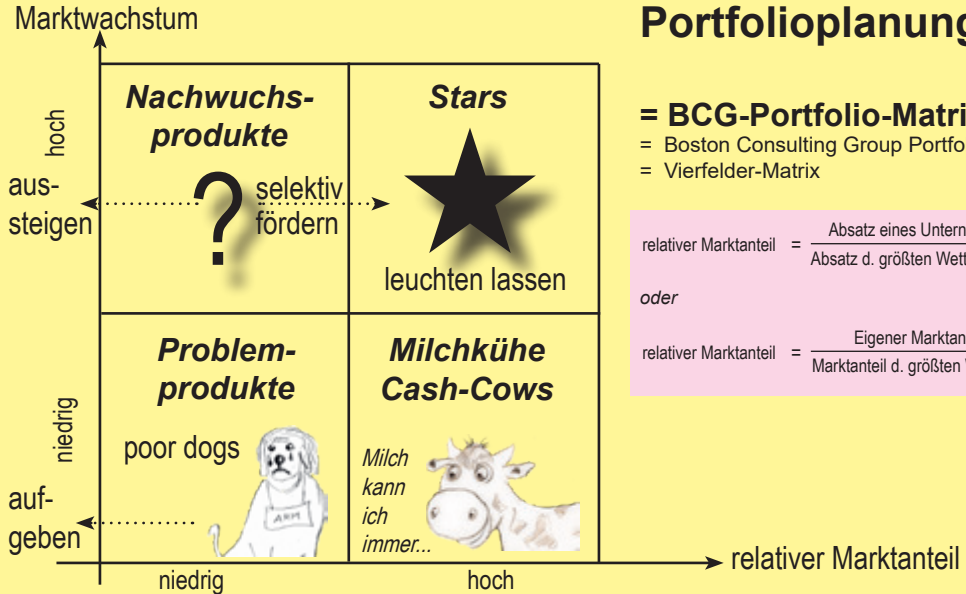 Marktwachstum
Portfolioplanung
= BCG-Portfolio-Matri
= Boston Consulting Group Portfo
= Vierfelder-Matrix
hoch
Nachwuchs-
produkte
Stars
aus-
steigen
?
selektiv
fördern
leuchten lassen
relativer Marktanteil = Absatz eines Untern
Absatz d. größten Wett
oder
relativer Marktanteil = Eigener Marktan
Marktanteil d. größten
niedrig
Problem-
produkte
Milchkühe
Cash-Cows
poor dogs
ARM
Milch
kann
ich
immer...
auf-
geben
relativer Marktanteil
niedrig
hoch